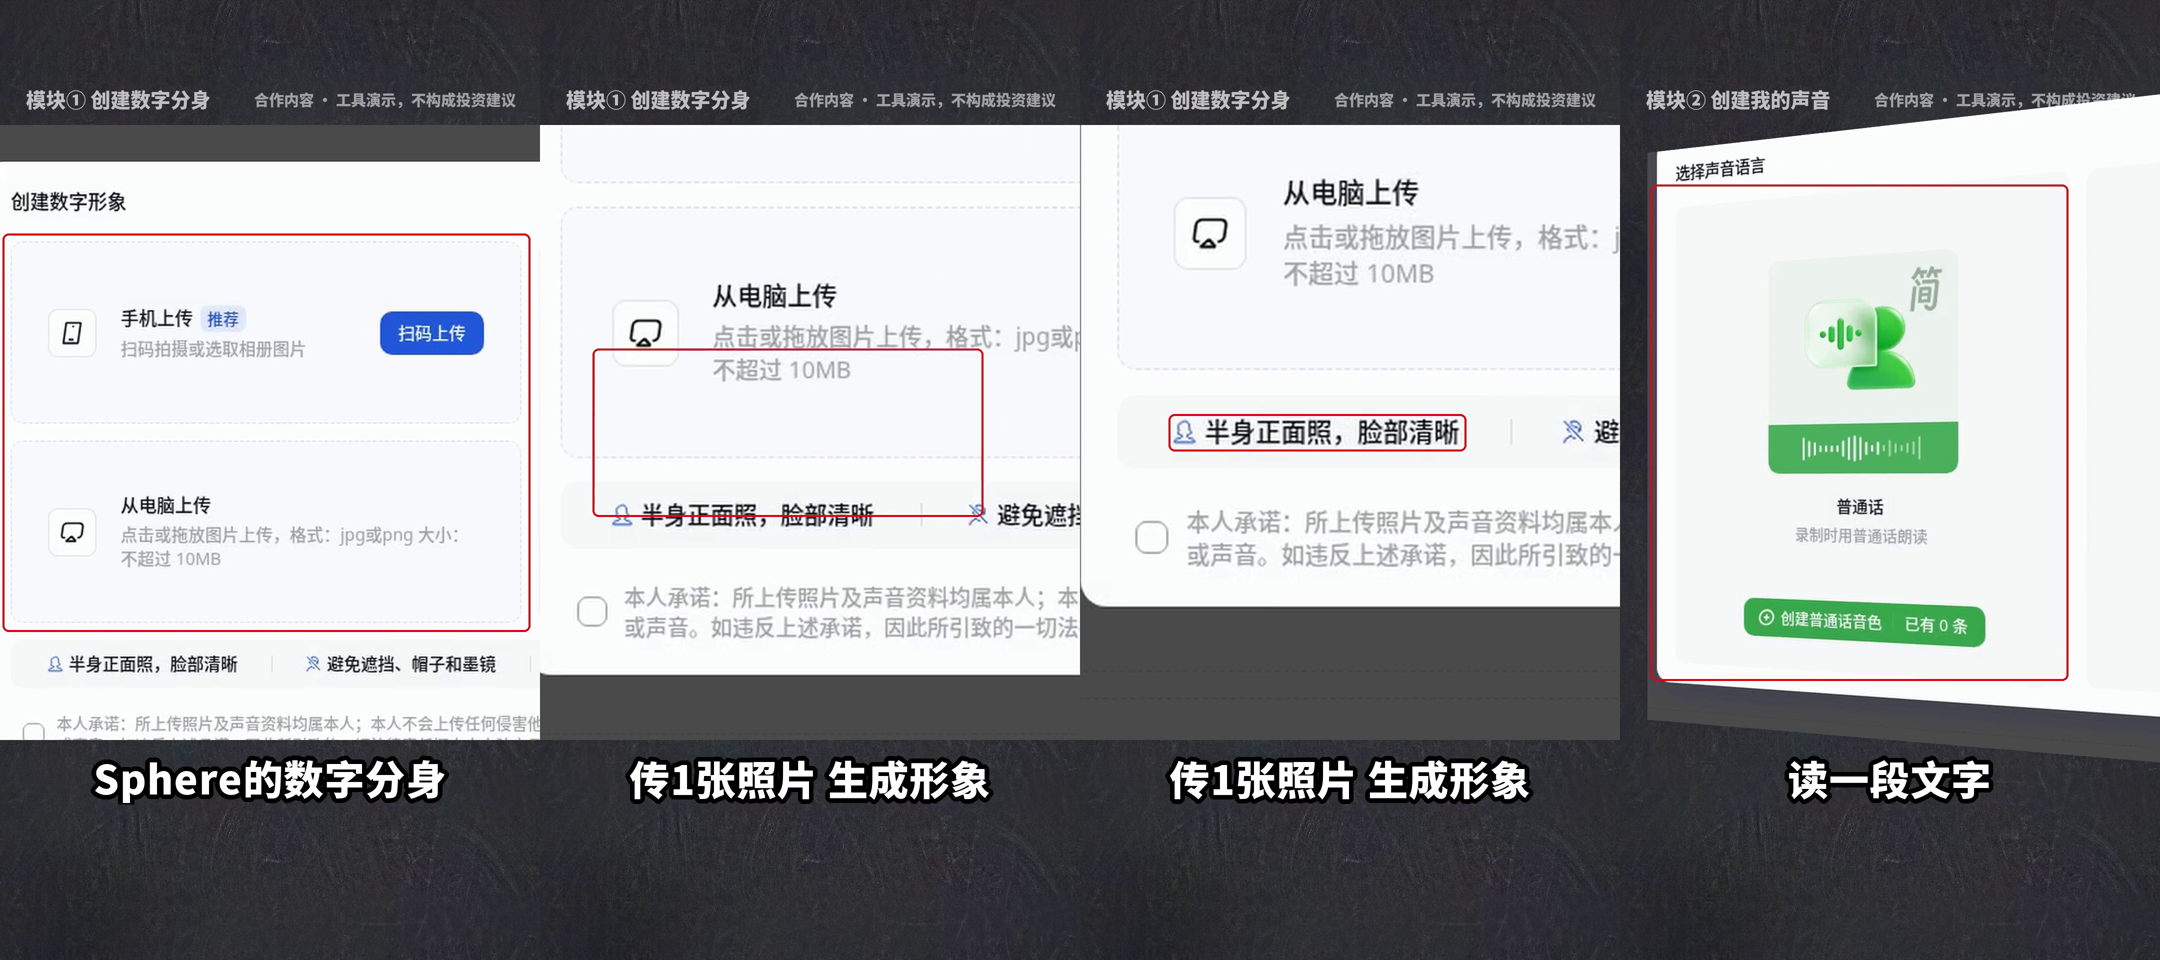 模块① 创建数字分身
合作内容 · 工具演示，不构成投资建议
创建数字形象
手机上传 推荐
扫码拍摄或选取相册图片
扫码上传
从电脑上传
点击或拖放图片上传，格式：jpg或png 大小：
不超过 10MB
半身正面照，脸部清晰
避免遮挡、帽子和墨镜
本人承诺：所上传照片及声音资料均属本人；本人不会上传任何侵害他
Sphere的数字分身
模块① 创建数字分身
合作内容 · 工具演示，不构成投资建议
从电脑上传
点击或拖放图片上传，格式：jpg或p
不超过 10MB
半身正面照，脸部清晰
避免遮挡
本人承诺：所上传照片及声音资料均属本人；本
或声音。如违反上述承诺，因此所引致的一切法
传1张照片 生成形象
模块① 创建数字分身
合作内容 · 工具演示，不构成投资建议
从电脑上传
点击或拖放图片上传，格式：j
不超过 10MB
半身正面照，脸部清晰
避
本人承诺：所上传照片及声音资料均属本
或声音。如违反上述承诺，因此所引致的
传1张照片 生成形象
模块② 创建我的声音
合作内容 · 工具演示，不构成投资建议
选择声音语言
简
普通话
录制时用普通话朗读
创建普通话音色 已有 0 条
读一段文字